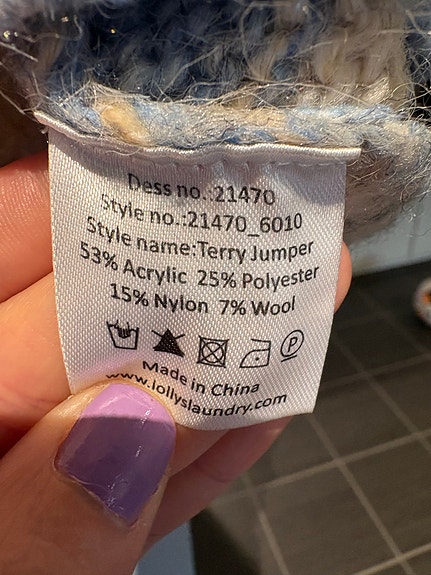 Dess no.:21470
Style no.:21470_6010
Style name:Terry Jumper
53% Acrylic 25% Polyester
15% Nylon 7% Wool
P
Made in China
www.lollyslaundry.com